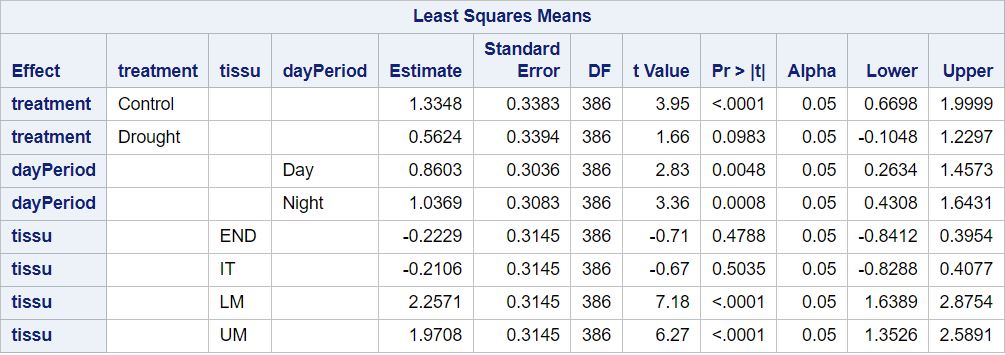 Least Squares Means
Effect treatment tissu dayPeriod Estimate Standard Error DF t Value Pr > |t| Alpha Lower Upper
treatment Control 1.3348 0.3383 386 3.95 <.0001 0.05 0.6698 1.9999
treatment Drought 0.5624 0.3394 386 1.66 0.0983 0.05 -0.1048 1.2297
dayPeriod Day 0.8603 0.3036 386 2.83 0.0048 0.05 0.2634 1.4573
dayPeriod Night 1.0369 0.3083 386 3.36 0.0008 0.05 0.4308 1.6431
tissu END -0.2229 0.3145 386 -0.71 0.4788 0.05 -0.8412 0.3954
tissu IT -0.2106 0.3145 386 -0.67 0.5035 0.05 -0.8288 0.4077
tissu LM 2.2571 0.3145 386 7.18 <.0001 0.05 1.6389 2.8754
tissu UM 1.9708 0.3145 386 6.27 <.0001 0.05 1.3526 2.5891